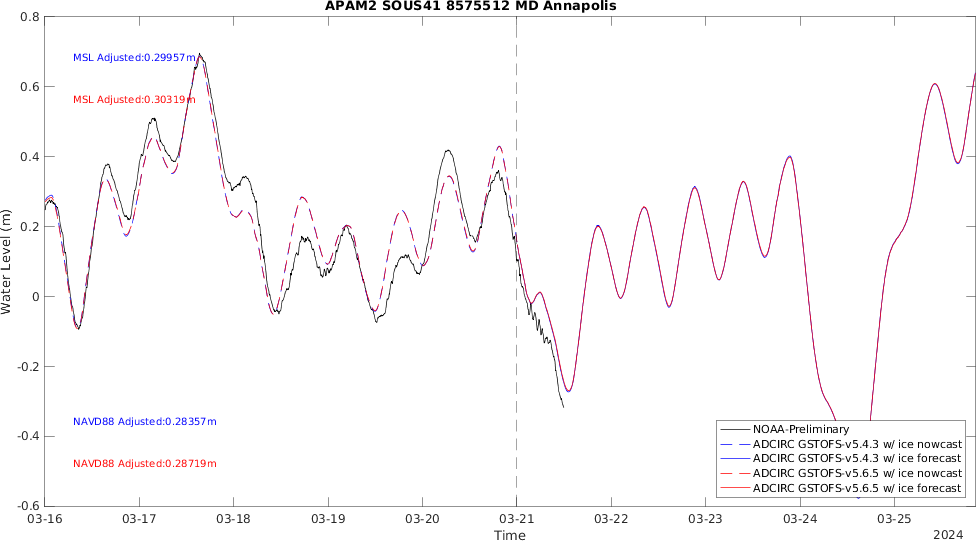 APAM2 SOUS41 8575512 MD Annapolis
0.8
0.6
0.4
0.2
0
-0.2
-0.4
-0.6
Water Level (m)
MSL Adjusted:0.29957m
MSL Adjusted:0.30319m
NAVD88 Adjusted:0.28357m
NAVD88 Adjusted:0.28719m
NOAA-Preliminary
ADCIRC GSTOFS-v5.4.3 w/ ice nowcast
ADCIRC GSTOFS-v5.4.3 w/ ice forecast
ADCIRC GSTOFS-v5.6.5 w/ ice nowcast
ADCIRC GSTOFS-v5.6.5 w/ ice forecast
03-16 03-17 03-18 03-19 03-20 03-21 03-22 03-23 03-24 03-25
Time
2024